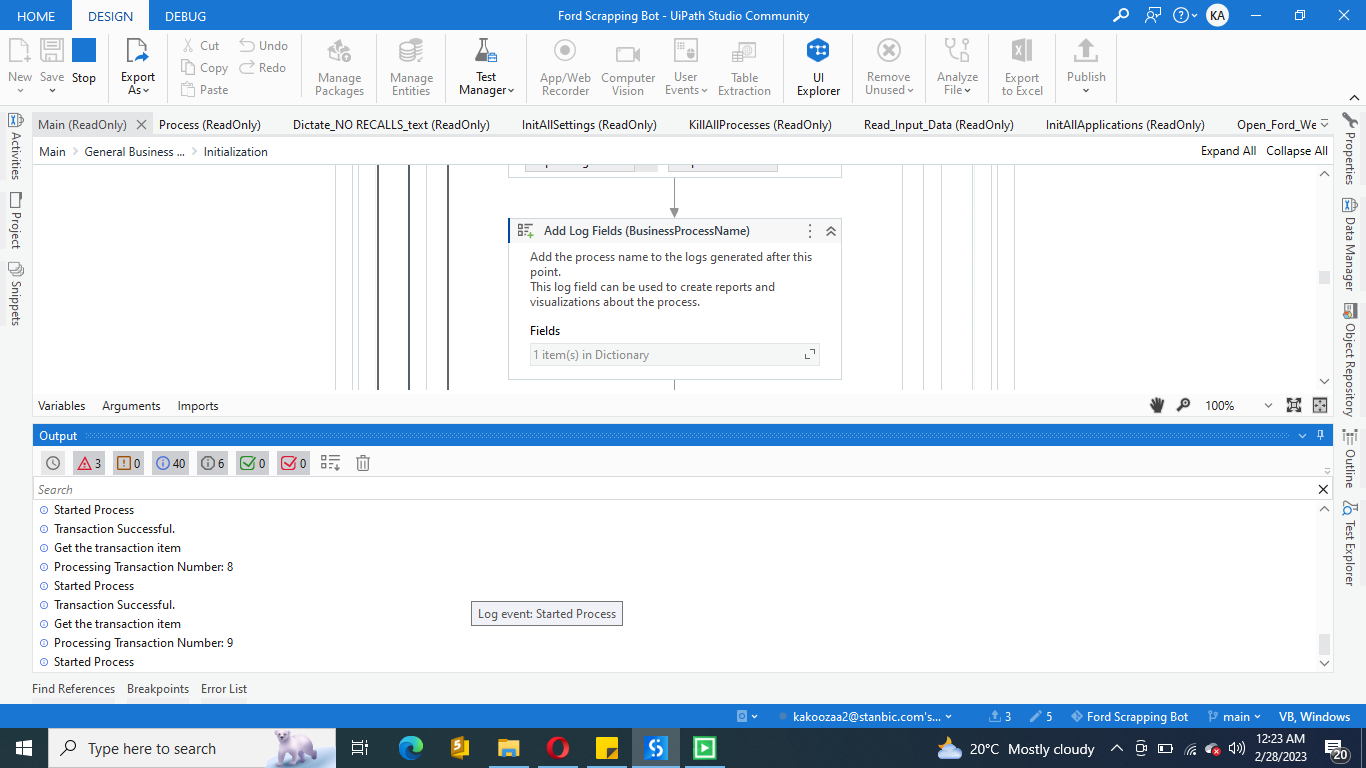 HOME DESIGN DEBUG Ford Scrapping Bot - UiPath Studio Community KA
New Save Stop Export As Cut Copy Paste Undo Redo Manage Packages Manage Entities Test Manager App/Web Recorder Computer Vision User Events Table Extraction UI Explorer Remove Unused Analyze File Export to Excel Publish
Main (ReadOnly) Process (ReadOnly) Dictate_NO RECALLS_text (ReadOnly) InitAllSettings (ReadOnly) KillAllProcesses (ReadOnly) Read_Input_Data (ReadOnly) InitAllApplications (ReadOnly) Open_Ford_We
Main > General Business ... > Initialization Expand All Collapse All
Activities
Project
Snippets
Add Log Fields (BusinessProcessName)
Add the process name to the logs generated after this
point.
This log field can be used to create reports and
visualizations about the process.
Fields
1 item(s) in Dictionary
Properties
Data Manager
Object Repository
Outline
Test Explorer
Variables Arguments Imports 100%
Output
3 0 40 6 0 0
Search
Started Process
Transaction Successful.
Get the transaction item
Processing Transaction Number: 8
Started Process
Transaction Successful.
Log event: Started Process
Get the transaction item
Processing Transaction Number: 9
Started Process
Find References Breakpoints Error List
kakoozaa2@stanbic.com's... 3 5 Ford Scrapping Bot main VB, Windows
Type here to search 20°C Mostly cloudy 12:23 AM
2/28/2023 20